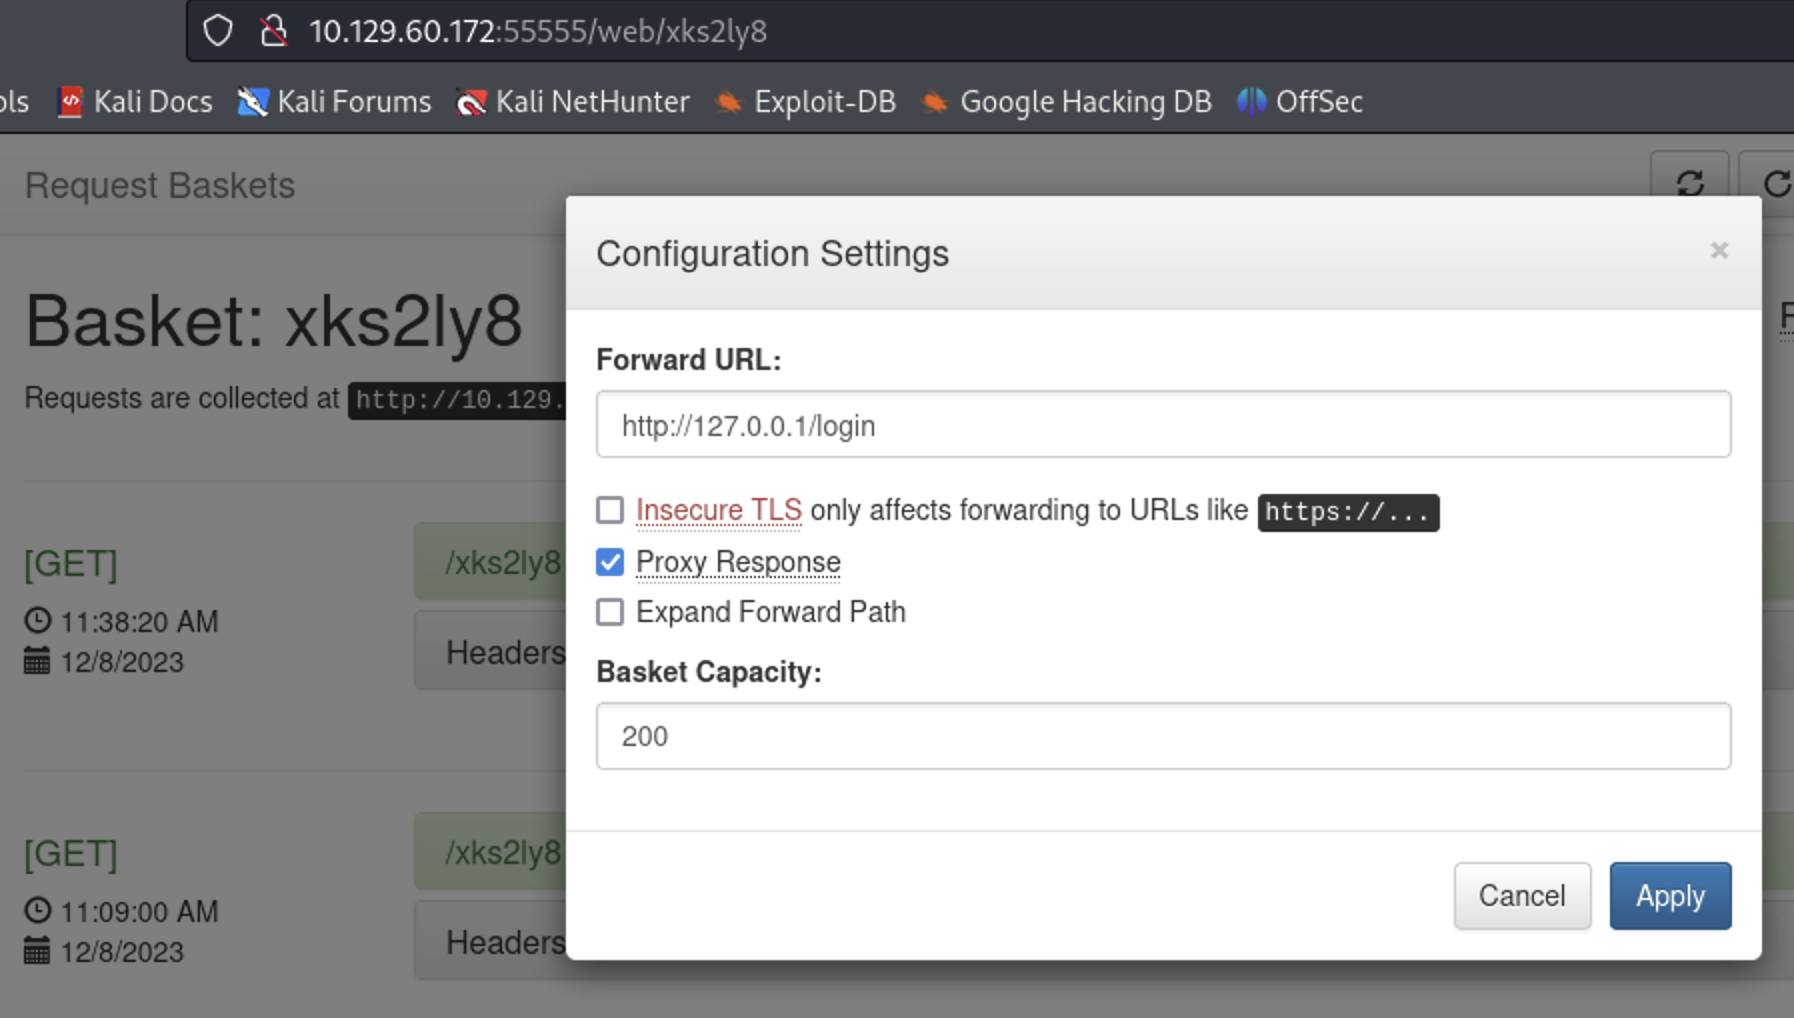 10.129.60.172:55555/web/xks2ly8
ols Kali Docs Kali Forums Kali NetHunter Exploit-DB Google Hacking DB OffSec
Request Baskets
Configuration Settings
×
Basket: xks2ly8
Requests are collected at http://10.129.
Forward URL:
http://127.0.0.1/login
Insecure TLS only affects forwarding to URLs like https://...
Proxy Response
Expand Forward Path
Basket Capacity:
200
Cancel Apply
[GET]
11:38:20 AM
12/8/2023
/xks2ly8
Headers
[GET]
11:09:00 AM
12/8/2023
/xks2ly8
Headers